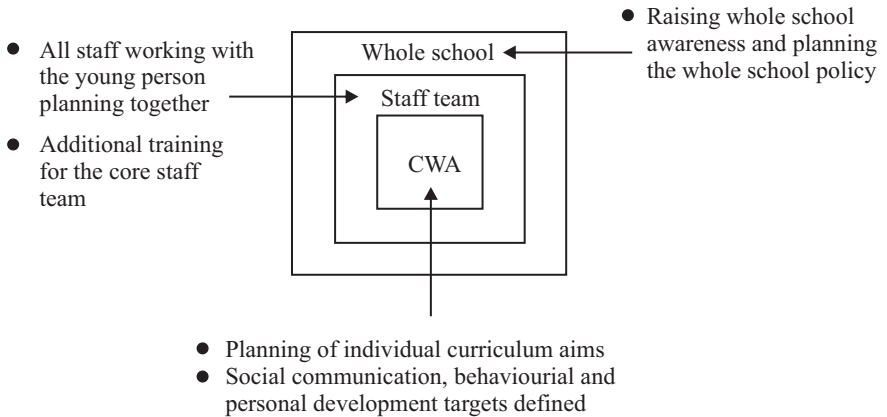 ● Raising whole school
awareness and planning
the whole school policy
● All staff working with
the young person
planning together
● Additional training
for the core staff
team
Whole school
Staff team
CWA
● Planning of individual curriculum aims
● Social communication, behaviourial and
personal development targets defined